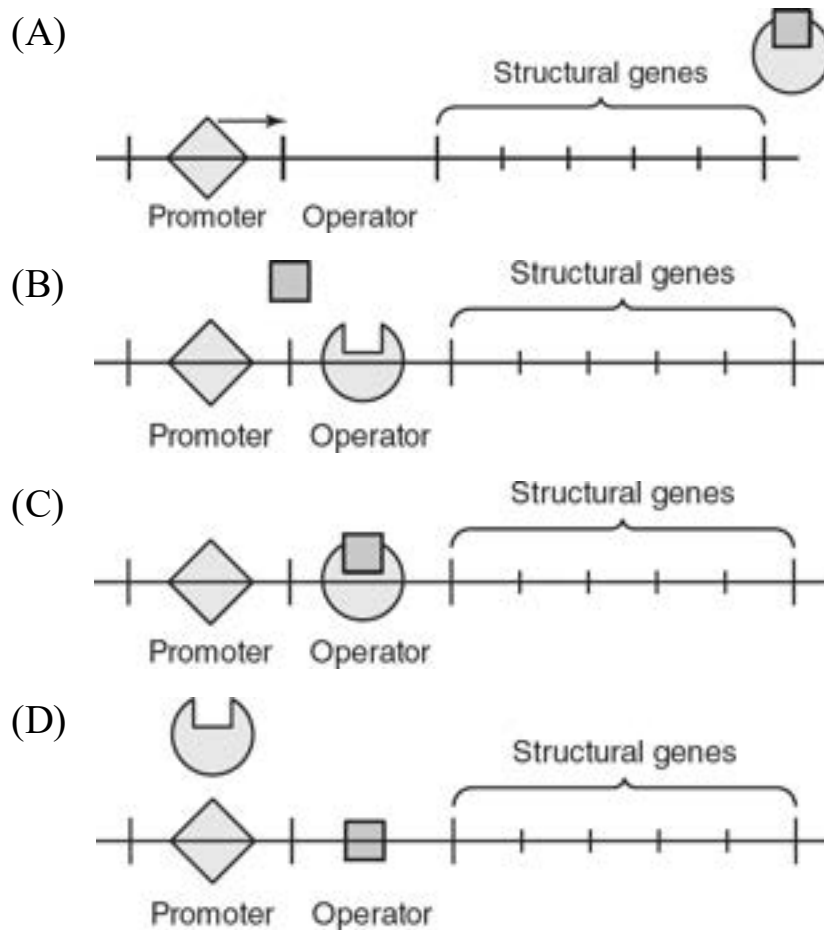 (A)
Structural genes
Promoter Operator
(B)
Structural genes
Promoter Operator
(C)
Structural genes
Promoter Operator
(D)
Structural genes
Promoter Operator